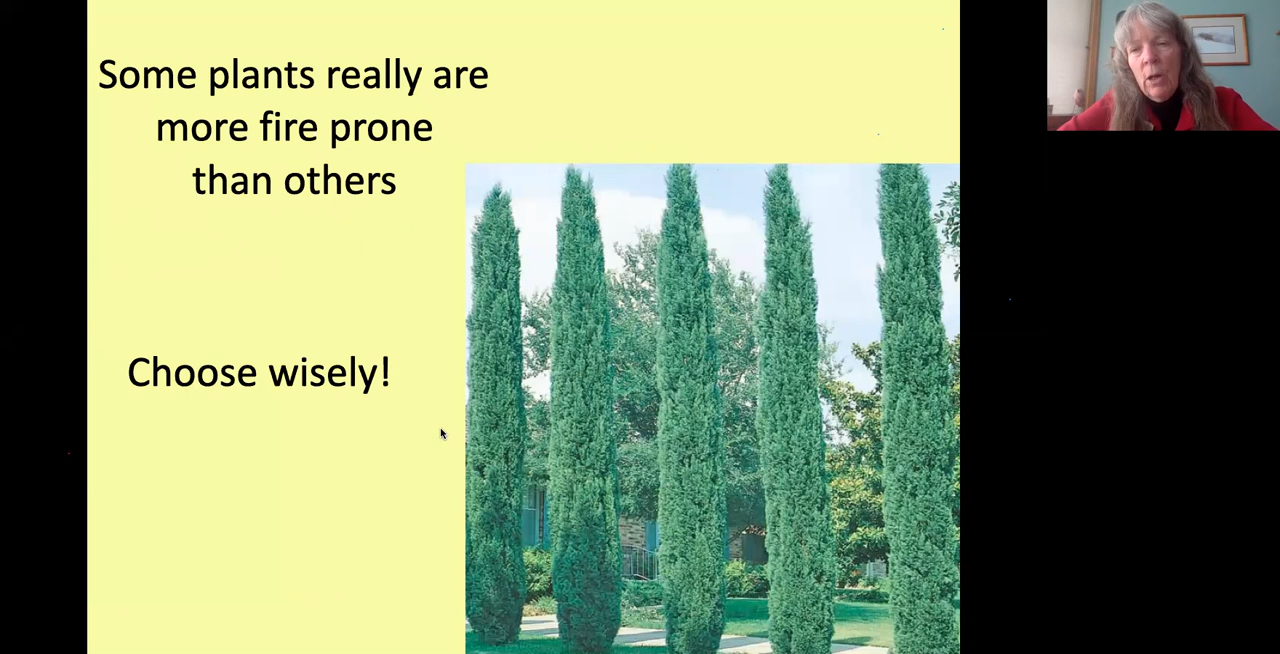 Some plants really are
more fire prone
than others
Choose wisely!